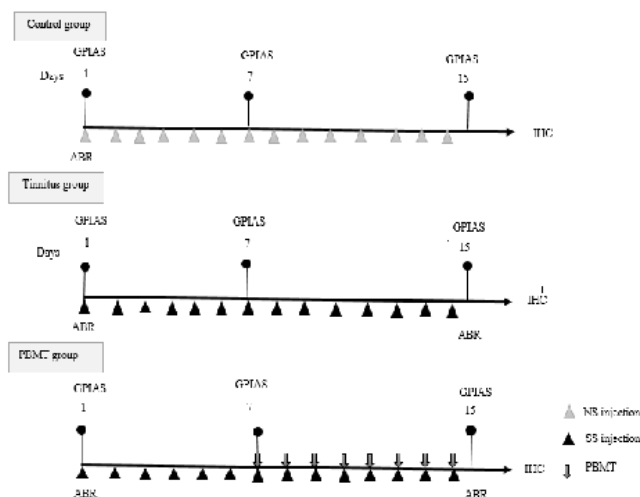 Control group
GPIAS GPIAS GPIAS
Days 1 7 15
IHC
ABR
Tinnitus group
GPIAS GPIAS GPIAS
Days 1 7 15
IHC
ABR ABR
PBMT group
GPIAS GPIAS GPIAS
1 7 15
NS injection
IHC
SS injection
PBMT
ABR ABR